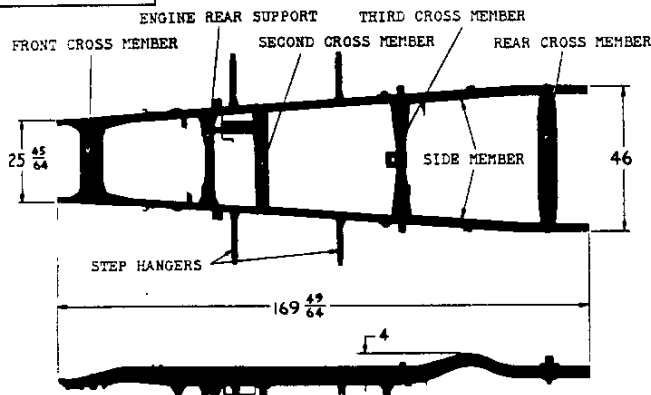 ENGINE REAR SUPPORT THIRD CROSS MEMBER
FRONT CROSS MEMBER SECOND CROSS MEMBER REAR CROSS MEMBER
25 45/64
SIDE MEMBER
46
STEP HANGERS
169 49/64
4